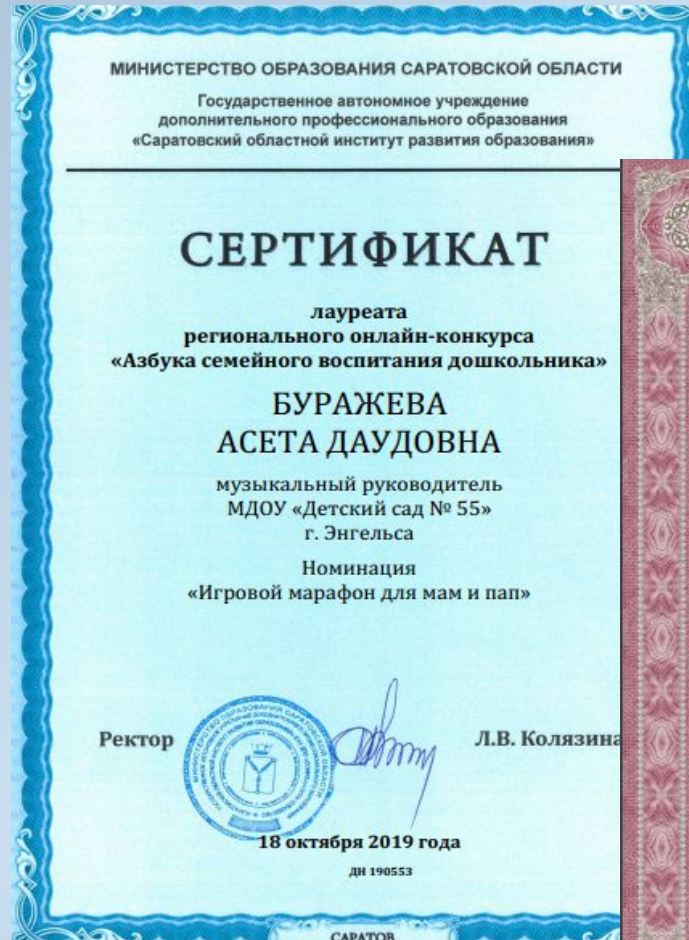 МИНИСТЕРСТВО ОБРАЗОВАНИЯ САРАТОВСКОЙ ОБЛАСТИ
Государственное автономное учреждение
дополнительного профессионального образования
«Саратовский областной институт развития образования»
СЕРТИФИКАТ
лауреата
регионального онлайн-конкурса
«Азбука семейного воспитания дошкольника»
БУРАЖЕВА
АСЕТА ДАУДОВНА
музыкальный руководитель
МДОУ «Детский сад № 55»
г. Энгельса
Номинация
«Игровой марафон для мам и пап»
Ректор
Л.В. Колязина
18 октября 2019 года
ДН 190553
САРАТОВ